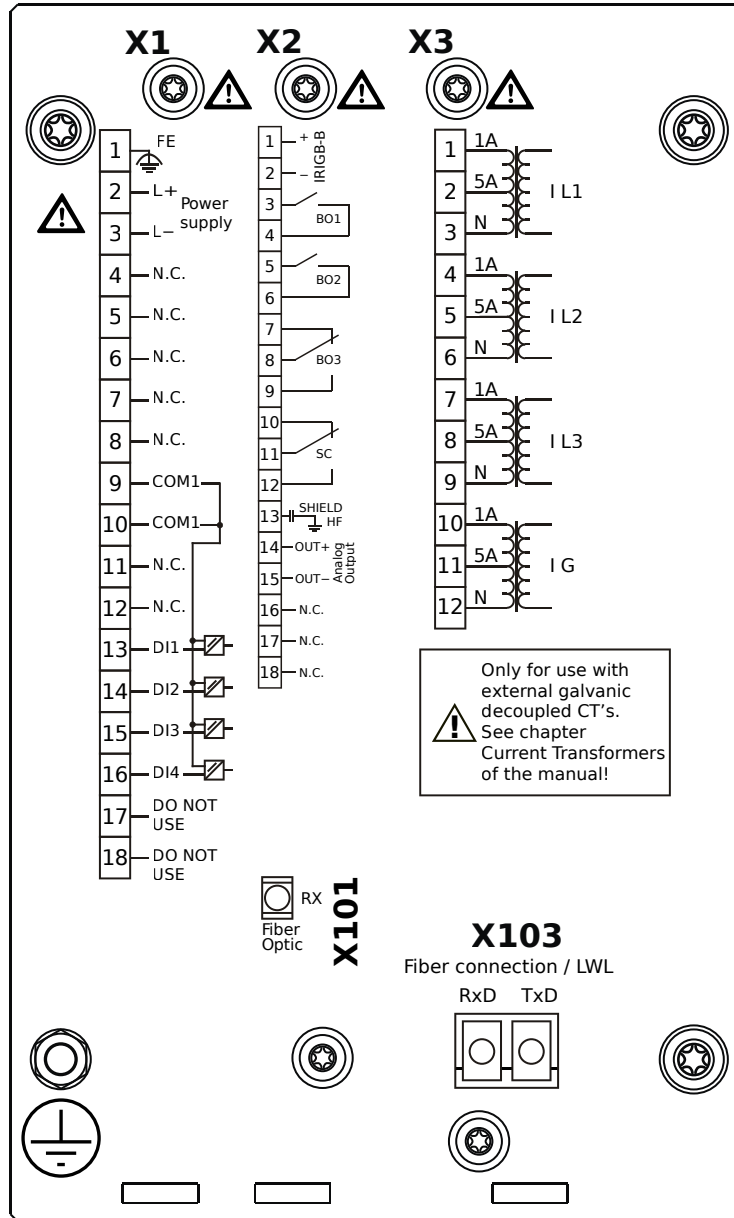 X1
1 FE
2 L+
Power
supply
3 L−
4 N.C.
5 N.C.
6 N.C.
7 N.C.
8 N.C.
9 COM1
10 COM1
11 N.C.
12 N.C.
13 DI1
14 DI2
15 DI3
16 DI4
17 DO NOT
USE
18 DO NOT
USE
X2
1 +
2 −
IRIGB-B
3
BO1
4
5
BO2
6
7
8 BO3
9
10
11 SC
12
13 SHIELD
HF
14 OUT+
15 OUT−
Analog
Output
16 N.C.
17 N.C.
18 N.C.
X3
1 1A
2 5A I L1
3 N
4 1A
5 5A I L2
6 N
7 1A
8 5A I L3
9 N
10 1A
11 5A I G
12 N
Only for use with
external galvanic
decoupled CT's.
See chapter
Current Transformers
of the manual!
RX
Fiber
Optic
X101
X103
Fiber connection / LWL
RxD TxD